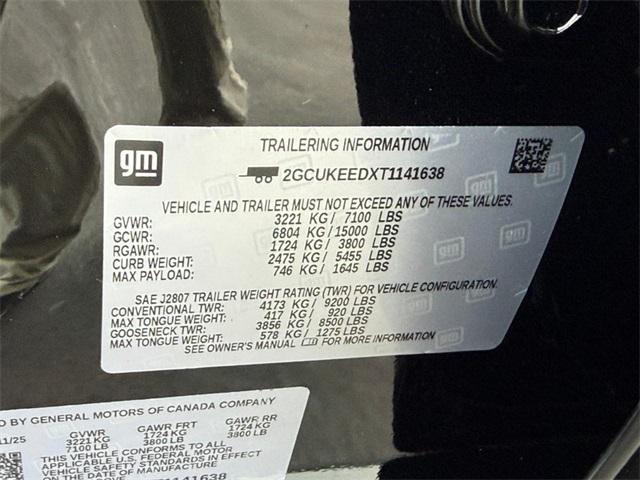 gm
TRAILERING INFORMATION
2GCUKEEDXT1141638
VEHICLE AND TRAILER MUST NOT EXCEED ANY OF THESE VALUES.
GVWR: 3221 KG / 7100 LBS
GCWR: 6804 KG / 15000 LBS
RGAWR: 1724 KG / 3800 LBS
CURB WEIGHT: 2475 KG / 5455 LBS
MAX PAYLOAD: 746 KG / 1645 LBS
SAE J2807 TRAILER WEIGHT RATING (TWR) FOR VEHICLE CONFIGURATION.
CONVENTIONAL TWR: 4173 KG / 9200 LBS
MAX TONGUE WEIGHT: 417 KG / 920 LBS
GOOSENECK TWR: 3856 KG / 8500 LBS
MAX TONGUE WEIGHT: 578 KG / 1275 LBS
SEE OWNER'S MANUAL FOR MORE INFORMATION
D BY GENERAL MOTORS OF CANADA COMPANY
11/25 GVWR GAWR FRT GAWR RR
3221 KG 1724 KG 1724 KG
7100 LB 3800 LB 3800 LB
THIS VEHICLE CONFORMS TO ALL
APPLICABLE U.S. FEDERAL MOTOR
VEHICLE SAFETY STANDARDS IN EFFECT
ON THE DATE OF MANUFACTURE
1141638